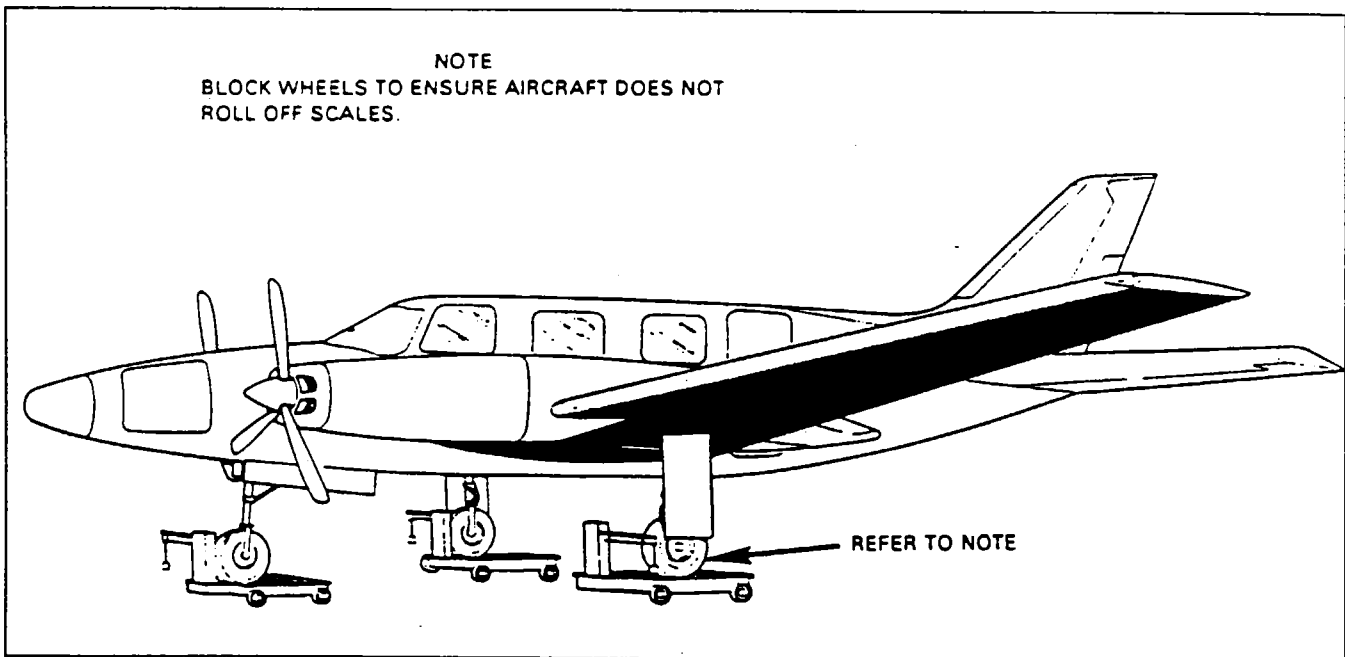 NOTE
BLOCK WHEELS TO ENSURE AIRCRAFT DOES NOT
ROLL OFF SCALES.
REFER TO NOTE